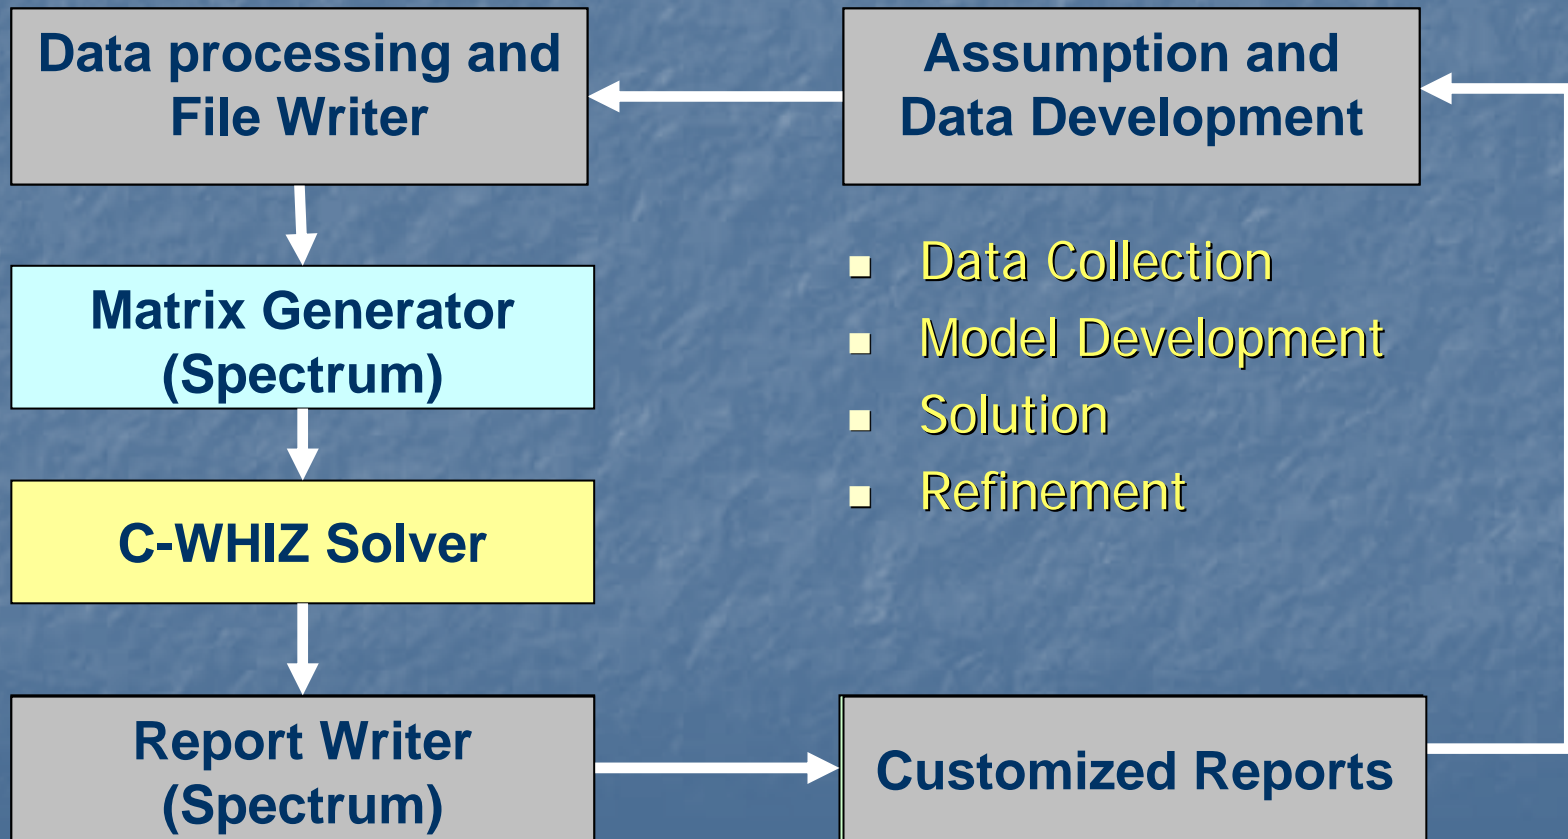 Data processing and
File Writer
Assumption and
Data Development
Matrix Generator
(Spectrum)
Data Collection
Model Development
Solution
Refinement
C-WHIZ Solver
Report Writer
(Spectrum)
Customized Reports